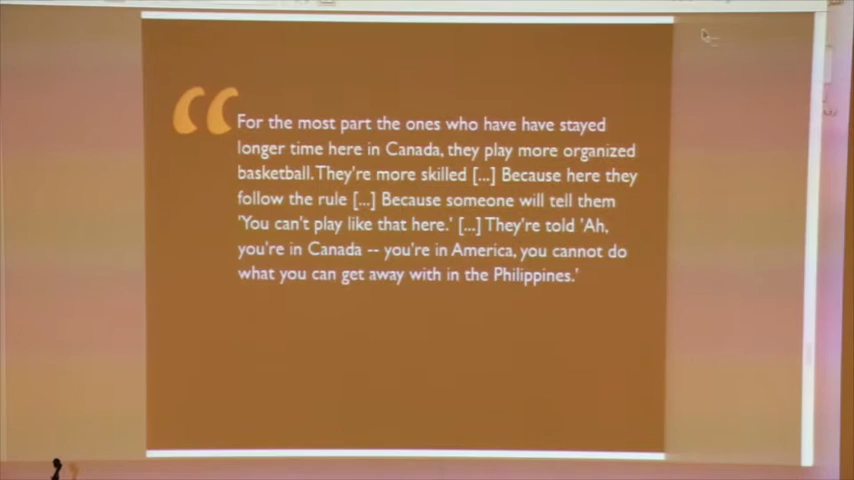 “
For the most part the ones who have have stayed
longer time here in Canada, they play more organized
basketball. They're more skilled [...] Because here they
follow the rule [...] Because someone will tell them
'You can't play like that here.' [...] They're told 'Ah,
you're in Canada -- you're in America, you cannot do
what you can get away with in the Philippines.'